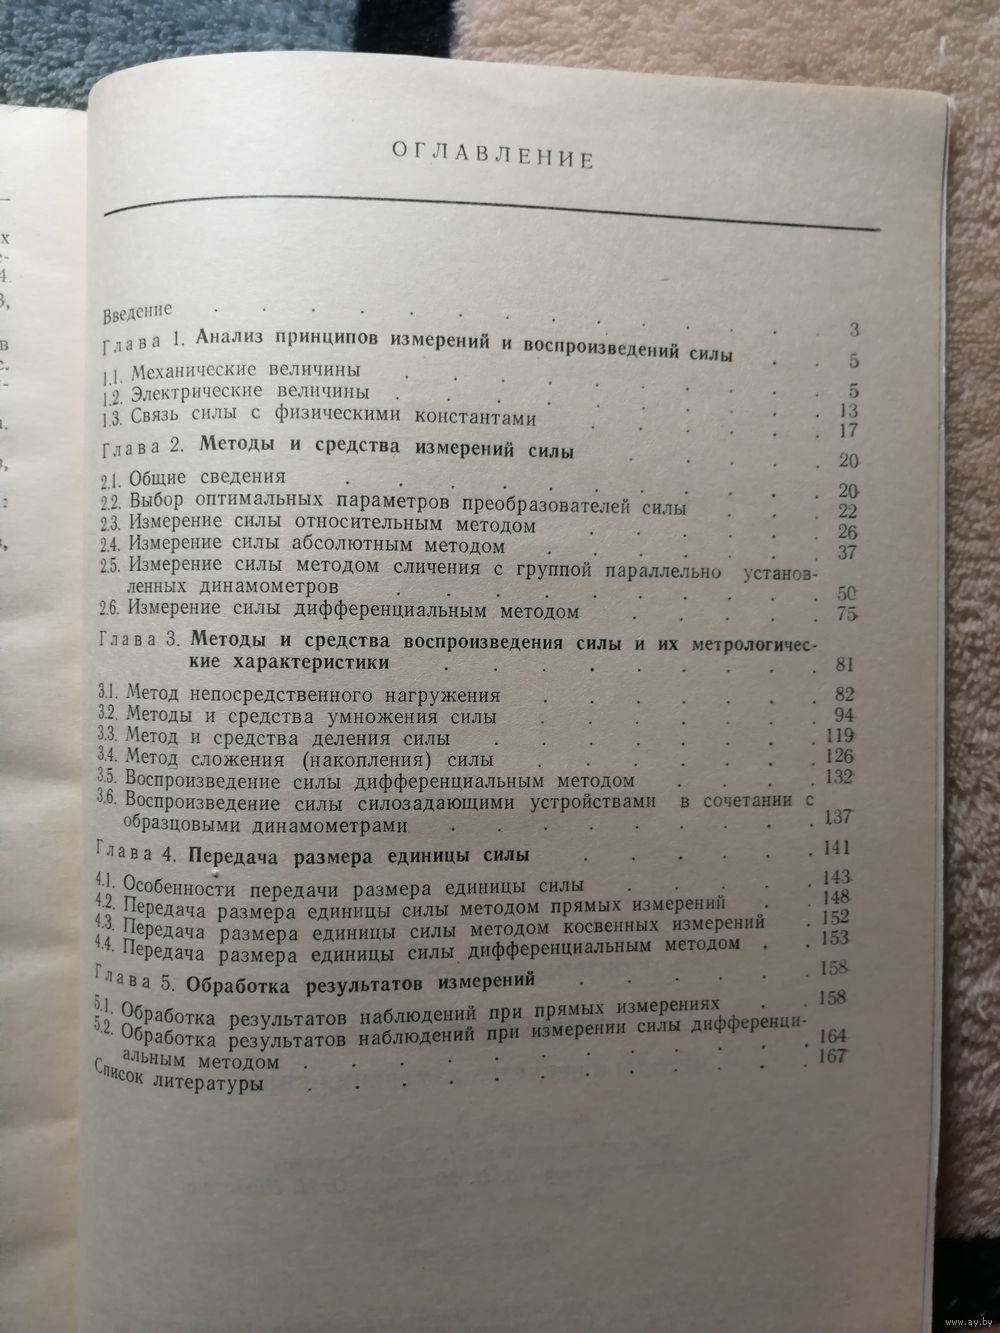 ОГЛАВЛЕНИЕ
Введение . . . . . . . . . . . . . . 3
Глава 1. Анализ принципов измерений и воспроизведений силы . . 5
1.1. Механические величины . . . . . . . . . . 5
1.2. Электрические величины . . . . . . . . . . 13
1.3. Связь силы с физическими константами . . . . . . 17
Глава 2. Методы и средства измерений силы . . . . . 20
2.1. Общие сведения . . . . . . . . . . . 20
2.2. Выбор оптимальных параметров преобразователей силы . . . 22
2.3. Измерение силы относительным методом . . . . . . 26
2.4. Измерение силы абсолютным методом . . . . . . 37
2.5. Измерение силы методом сличения с группой параллельно установ-
ленных динамометров . . . . . . . . . . 50
2.6. Измерение силы дифференциальным методом . . . . . 75
Глава 3. Методы и средства воспроизведения силы и их метрологичес-
кие характеристики . . . . . . . . 81
3.1. Метод непосредственного нагружения . . . . . . 82
3.2. Методы и средства умножения силы . . . . . . 94
3.3. Метод и средства деления силы . . . . . . . 119
3.4. Метод сложения (накопления) силы . . . . . . 126
3.5. Воспроизведение силы дифференциальным методом . . . . 132
3.6. Воспроизведение силы силозадающими устройствами в сочетании с
образцовыми динамометрами . . . . . . . . 137
Глава 4. Передача размера единицы силы . . . . . . 141
4.1. Особенности передачи размера единицы силы . . . . . 143
4.2. Передача размера единицы силы методом прямых измерений . . 148
4.3. Передача размера единицы силы методом косвенных измерений . 152
4.4. Передача размера единицы силы дифференциальным методом . . 153
Глава 5. Обработка результатов измерений . . . . . 158
5.1. Обработка результатов наблюдений при прямых измерениях . . 158
5.2. Обработка результатов наблюдений при измерении силы дифференци-
альным методом . . . . . . . . . . 164
Список литературы . . . . . . . . . . . 167
www.ay.by